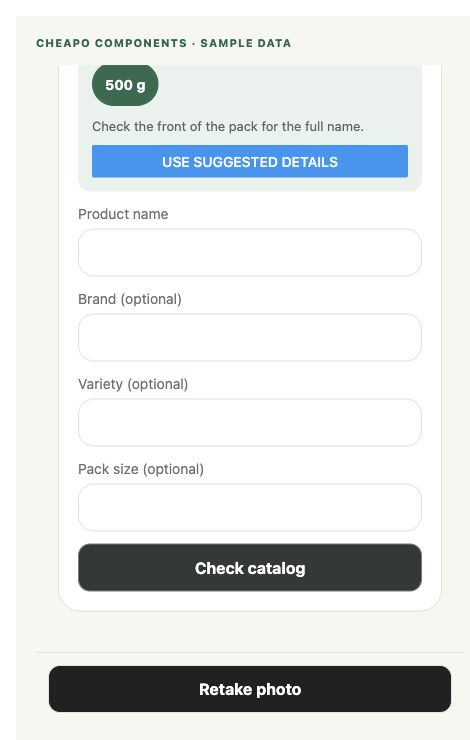 CHEAPO COMPONENTS · SAMPLE DATA
500 g
Check the front of the pack for the full name.
USE SUGGESTED DETAILS
Product name
Brand (optional)
Variety (optional)
Pack size (optional)
Check catalog
Retake photo